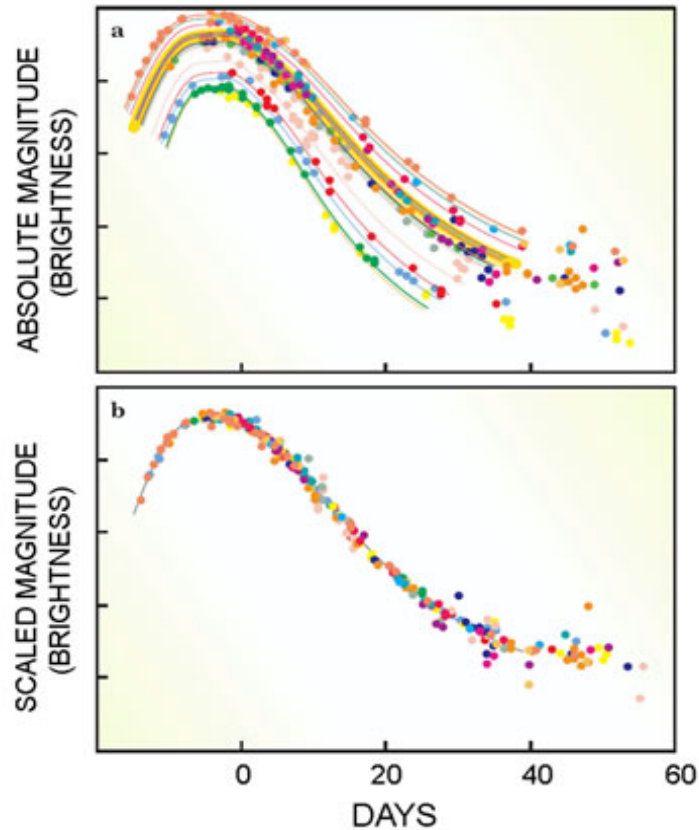 a
ABSOLUTE MAGNITUDE
(BRIGHTNESS)
b
SCALED MAGNITUDE
(BRIGHTNESS)
0 20 40 60
DAYS